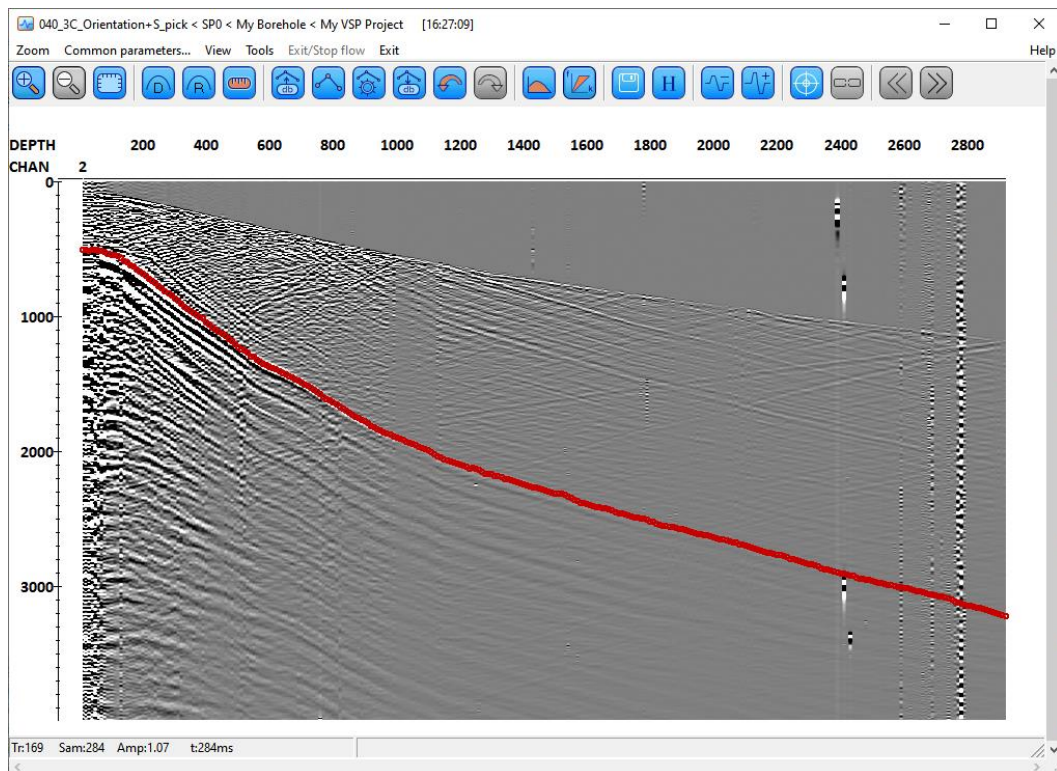 040_3C_Orientation+S_pick < SP0 < My Borehole < My VSP Project [16:27:09]
Zoom Common parameters... View Tools Exit/Stop flow Exit Help
D R db db f k H
DEPTH 200 400 600 800 1000 1200 1400 1600 1800 2000 2200 2400 2600 2800
CHAN 2
0
1000
2000
3000
Tr:169 Sam:284 Amp:1.07 t:284ms